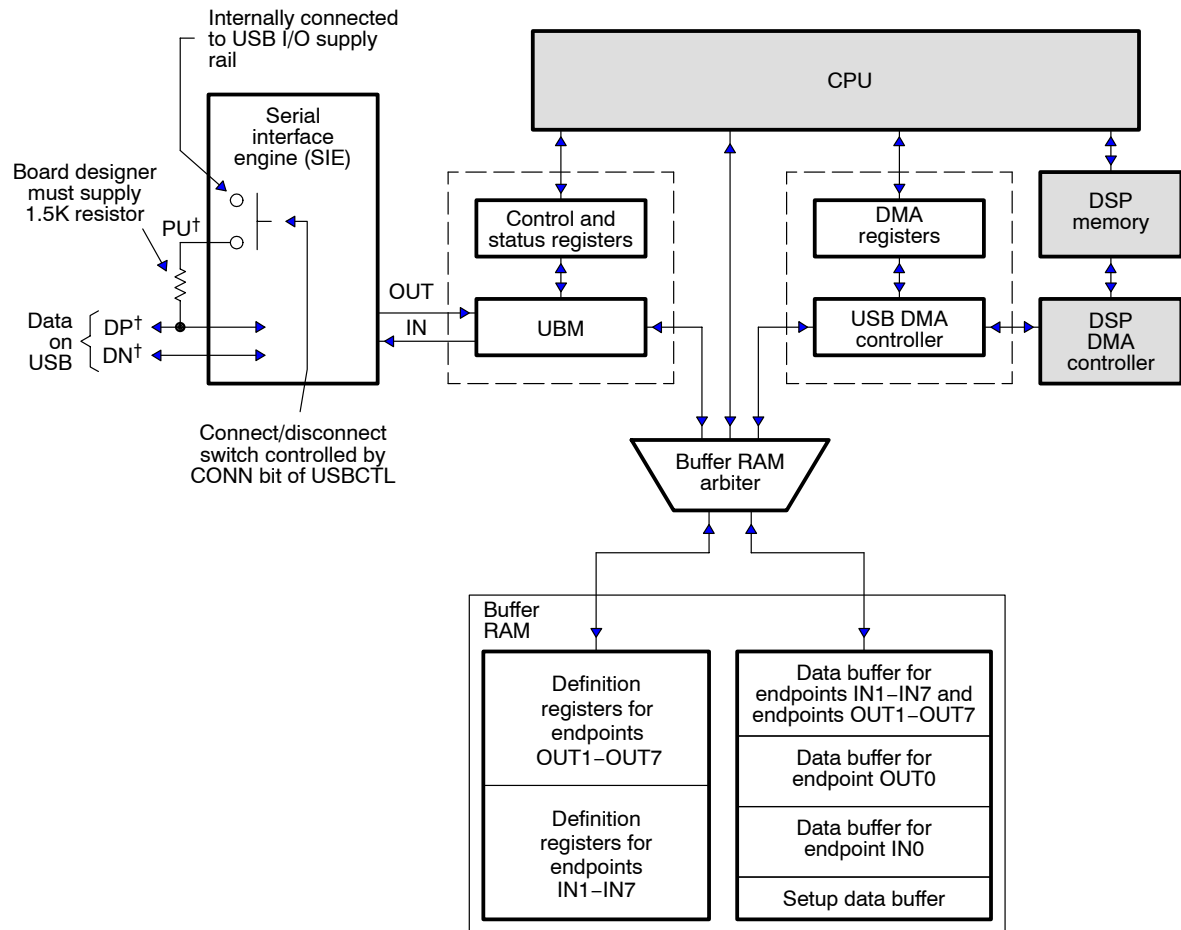 Internally connected
to USB I/O supply
rail
CPU
Serial
interface
engine (SIE)
Board designer
must supply
1.5K resistor
PU†
Control and
status registers
DMA
registers
DSP
memory
OUT
IN
UBM
USB DMA
controller
DSP
DMA
controller
Data
on
USB
DP†
DN†
Connect/disconnect
switch controlled by
CONN bit of USBCTL
Buffer RAM
arbiter
Buffer
RAM
Definition
registers for
endpoints
OUT1−OUT7
Definition
registers for
endpoints
IN1−IN7
Data buffer for
endpoints IN1−IN7 and
endpoints OUT1−OUT7
Data buffer for
endpoint OUT0
Data buffer for
endpoint IN0
Setup data buffer